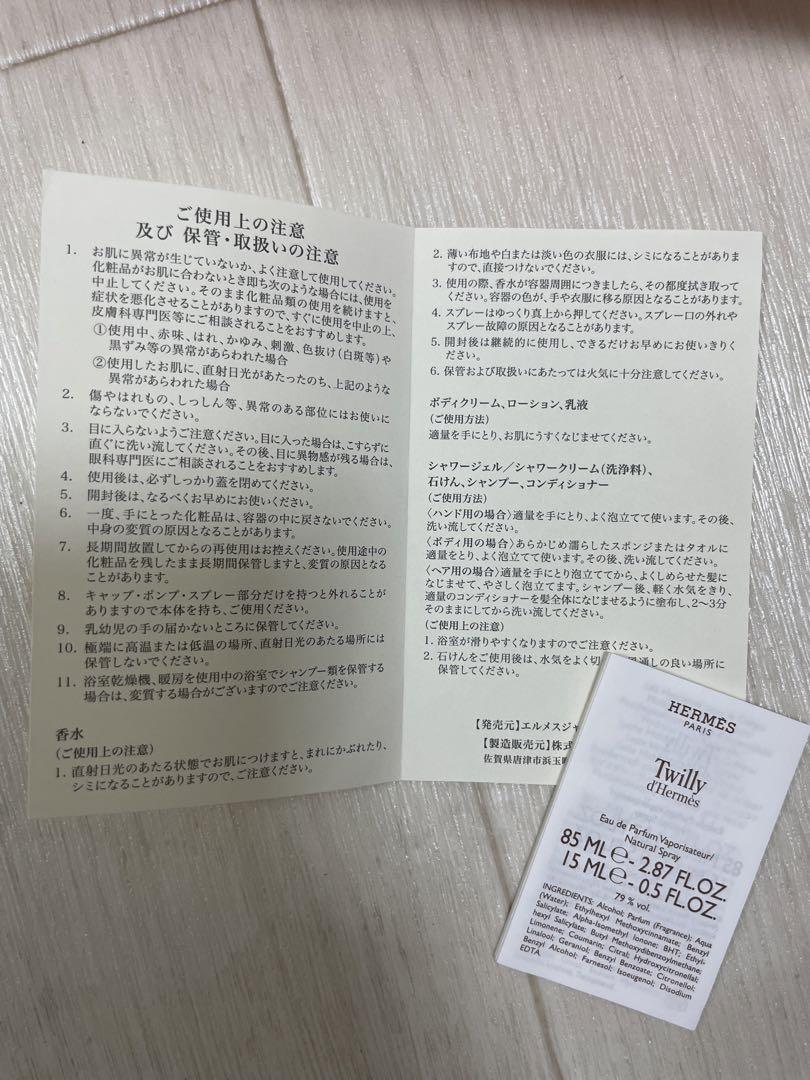 ご使用上の注意
及び 保管・取扱いの注意
1. お肌に異常が生じていないか、よく注意して使用してください。
化粧品がお肌に合わないとき即ち次のような場合には、使用を
中止してください。そのまま化粧品類の使用を続けますと、
症状を悪化させることがありますので、すぐに使用を中止の上、
皮膚科専門医等にご相談されることをおすすめします。
①使用中、赤味、はれ、かゆみ、刺激、色抜け(白斑等)や
黒ずみ等の異常があらわれた場合
②使用したお肌に、直射日光があたったのち、上記のような
異常があらわれた場合
2. 傷やはれもの、しっしん等、異常のある部位にはお使いに
ならないでください。
3. 目に入らないようご注意ください。目に入った場合は、こすらずに
直ぐに洗い流してください。その後、目に異物感が残る場合は、
眼科専門医にご相談されることをおすすめします。
4. 使用後は、必ずしっかり蓋を閉めてください。
5. 開封後は、なるべくお早めにお使いください。
6. 一度、手にとった化粧品は、容器の中に戻さないでください。
中身の変質の原因となることがあります。
7. 長期間放置してからの再使用はお控えください。使用途中の
化粧品を残したまま長期間保管しますと、変質の原因となる
ことがあります。
8. キャップ・ポンプ・スプレー部分だけを持つと外れることが
ありますので本体を持ち、ご使用ください。
9. 乳幼児の手の届かないところに保管してください。
10. 極端に高温または低温の場所、直射日光のあたる場所には
保管しないでください。
11. 浴室乾燥機、暖房を使用中の浴室でシャンプー類を保管する
場合は、変質する場合がございますのでご注意ください。
香水
(ご使用上の注意)
1. 直射日光のあたる状態でお肌につけますと、まれにかぶれたり、
シミになることがありますので、ご注意ください。
2. 薄い布地や白または淡い色の衣服には、シミになることがありま
すので、直接つけないでください。
3. 使用の際、香水が容器周囲につきましたら、その都度拭き取って
ください。容器の色が、手や衣服に移る原因となることがあります。
4. スプレーはゆっくり真上から押してください。スプレー口の外れや
スプレー故障の原因となることがあります。
5. 開封後は継続的に使用し、できるだけお早めにお使いきりく
ださい。
6. 保管および取扱いにあたっては火気に十分注意してください。
ボディクリーム、ローション、乳液
(ご使用方法)
適量を手にとり、お肌にうすくなじませてください。
シャワージェル/シャワークリーム(洗浄料)、
石けん、シャンプー、コンディショナー
(ご使用方法)
〈ハンド用の場合〉適量を手にとり、よく泡立てて使います。その後、
洗い流してください。
〈ボディ用の場合〉あらかじめ濡らしたスポンジまたはタオルに
適量をとり、よく泡立てて使います。その後、洗い流してください。
〈ヘア用の場合〉適量を手にとり泡立ててから、よくしめらせた髪に
なじませて、やさしく泡立てます。シャンプー後、軽く水気をきり、
適量のコンディショナーを髪全体になじませるように塗布し、2〜3分
そのままにしてから洗い流してください。
(ご使用上の注意)
1. 浴室が滑りやすくなりますのでご注意ください。
2. 石けんをご使用後は、水気をよく切 通しの良い場所に
保管してください。
【発売元】エルメスジャ
【製造販売元】株式
佐賀県唐津市浜玉町
HERMÈS
PARIS
Twilly
d'Hermès
Eau de Parfum Vaporisateur/
Natural Spray
85 ML℮- 2.87 FL.OZ.
15 ML℮- 0.5 FL.OZ.
79 % vol.
INGREDIENTS: Alcohol; Parfum (Fragrance); Aqua
(Water); Ethylhexyl Methoxycinnamate; Benzyl
Salicylate; Alpha-Isomethyl Ionone; BHT; Ethyl-
hexyl Salicylate; Butyl Methoxydibenzoylmethane;
Limonene; Coumarin; Citral; Hydroxycitronellal;
Linalool; Geraniol; Benzyl Benzoate; Citronellol;
Benzyl Alcohol; Farnesol; Isoeugenol; Disodium
EDTA.